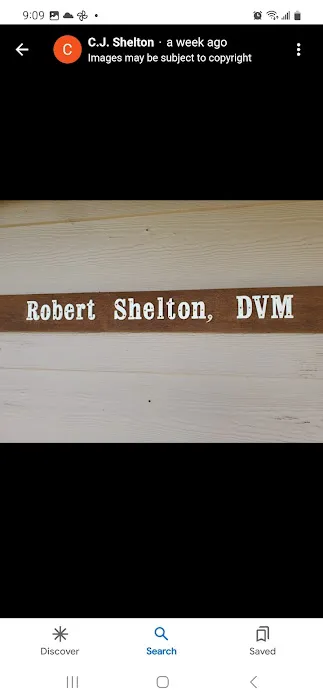 9:09
C
C.J. Shelton · a week ago
Images may be subject to copyright
Robert Shelton, DVM
Discover
Search
Saved